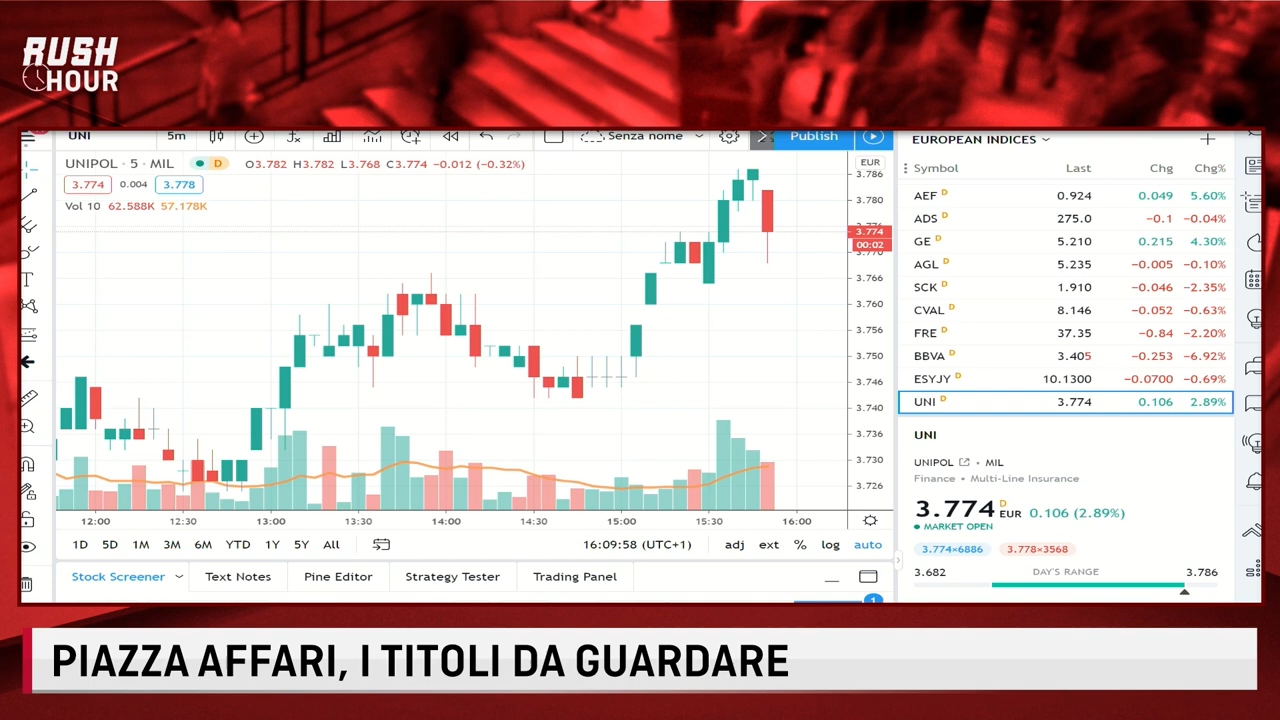 RUSH
HOUR
UNI 5m Senza nome Publish
UNIPOL · 5 · MIL D O3.782 H3.782 L3.768 C3.774 −0.012 (−0.32%)
3.774 0.004 3.778
Vol 10 62.588K 57.178K
EUR
3.786
3.780
3.774
00:02
3.770
3.766
3.760
3.756
3.750
3.746
3.740
3.736
3.730
3.726
12:00 12:30 13:00 13:30 14:00 14:30 15:00 15:30 16:00
1D 5D 1M 3M 6M YTD 1Y 5Y All 16:09:58 (UTC+1) adj ext % log auto
Stock Screener Text Notes Pine Editor Strategy Tester Trading Panel
1
EUROPEAN INDICES
Symbol Last Chg Chg%
AEF D 0.924 0.049 5.60%
ADS D 275.0 −0.1 −0.04%
GE D 5.210 0.215 4.30%
AGL D 5.235 −0.005 −0.10%
SCK D 1.910 −0.046 −2.35%
CVAL D 8.146 −0.052 −0.63%
FRE D 37.35 −0.84 −2.20%
BBVA D 3.405 −0.253 −6.92%
ESYJY D 10.1300 −0.0700 −0.69%
UNI D 3.774 0.106 2.89%
UNI
UNIPOL • MIL
Finance • Multi-Line Insurance
3.774 D EUR 0.106 (2.89%)
MARKET OPEN
3.774×6886 3.778×3568
3.682 DAY'S RANGE 3.786
PIAZZA AFFARI, I TITOLI DA GUARDARE